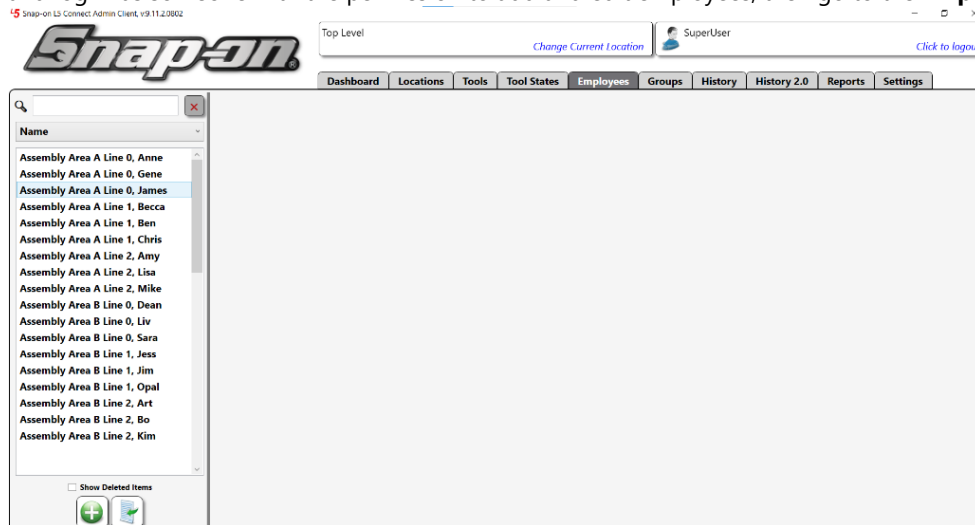 Snap-on L5 Connect Admin Client, v.9.11.2.0802
Snap-on
Top Level
Change Current Location
SuperUser
Click to logou
Dashboard Locations Tools Tool States Employees Groups History History 2.0 Reports Settings
Name
Assembly Area A Line 0, Anne
Assembly Area A Line 0, Gene
Assembly Area A Line 0, James
Assembly Area A Line 1, Becca
Assembly Area A Line 1, Ben
Assembly Area A Line 1, Chris
Assembly Area A Line 2, Amy
Assembly Area A Line 2, Lisa
Assembly Area A Line 2, Mike
Assembly Area B Line 0, Dean
Assembly Area B Line 0, Liv
Assembly Area B Line 0, Sara
Assembly Area B Line 1, Jess
Assembly Area B Line 1, Jim
Assembly Area B Line 1, Opal
Assembly Area B Line 2, Art
Assembly Area B Line 2, Bo
Assembly Area B Line 2, Kim
Show Deleted Items